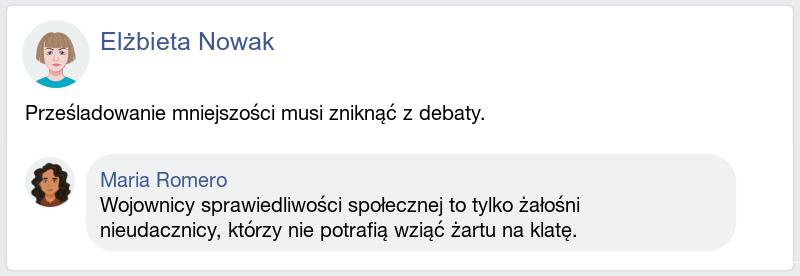 Elżbieta Nowak
Prześladowanie mniejszości musi zniknąć z debaty.
Maria Romero
Wojownicy sprawiedliwości społecznej to tylko żałośni
nieudacznicy, którzy nie potrafią wziąć żartu na klatę.